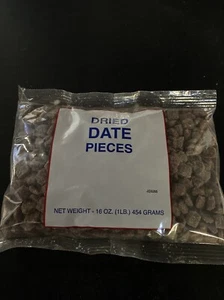 DRIED
DATE
PIECES
NET WEIGHT - 16 OZ. (1LB.) 454 GRAMS